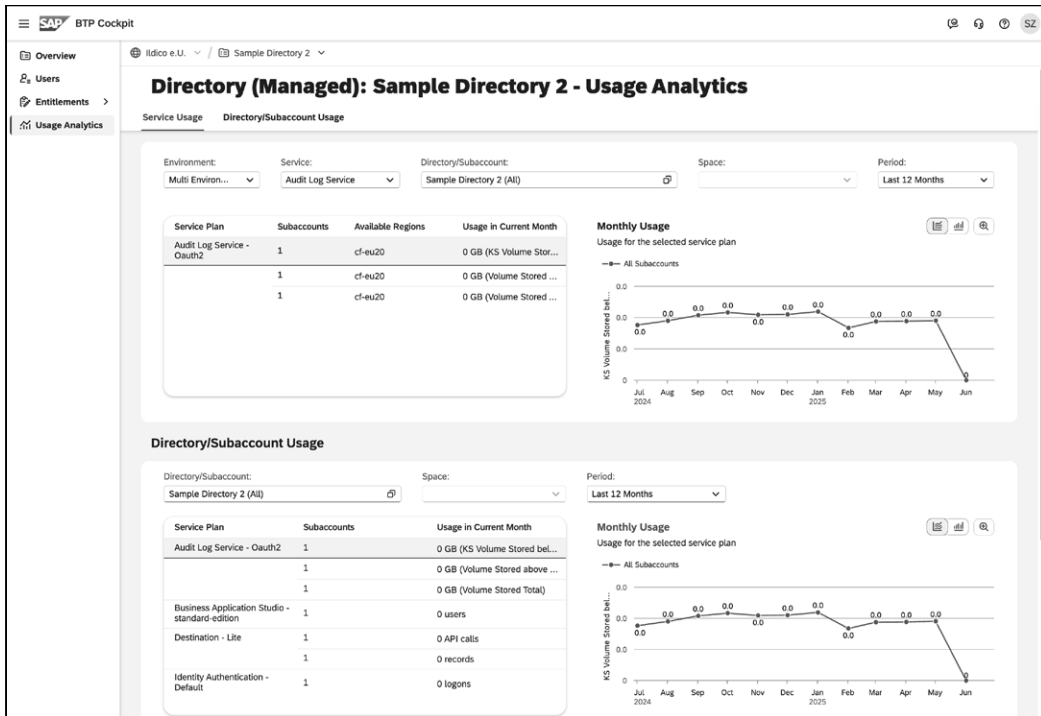 SAP BTP Cockpit
SZ
Overview
Users
Entitlements
Usage Analytics
Ildico e.U. / Sample Directory 2
Directory (Managed): Sample Directory 2 - Usage Analytics
Service Usage Directory/Subaccount Usage
Environment: Service: Directory/Subaccount: Space: Period:
Multi Environ... Audit Log Service Sample Directory 2 (All) Last 12 Months
Service Plan Subaccounts Available Regions Usage in Current Month
Audit Log Service -
Oauth2 1 cf-eu20 0 GB (KS Volume Stor...
1 cf-eu20 0 GB (Volume Stored ...
1 cf-eu20 0 GB (Volume Stored ...
Monthly Usage
Usage for the selected service plan
All Subaccounts
KS Volume Stored bel...
0.0
0.0
0.0
0
0.0 0.0 0.0 0.0 0.0 0.0 0.0 0.0 0.0 0.0 0.0 0
Jul Aug Sep Oct Nov Dec Jan Feb Mar Apr May Jun
2024 2025
Directory/Subaccount Usage
Directory/Subaccount: Space: Period:
Sample Directory 2 (All) Last 12 Months
Service Plan Subaccounts Usage in Current Month
Audit Log Service - Oauth2 1 0 GB (KS Volume Stored bel...
1 0 GB (Volume Stored above ...
1 0 GB (Volume Stored Total)
Business Application Studio -
standard-edition 1 0 users
Destination - Lite 1 0 API calls
1 0 records
Identity Authentication -
Default 1 0 logons
Monthly Usage
Usage for the selected service plan
All Subaccounts
KS Volume Stored bel...
0.0
0.0
0.0
0
0.0 0.0 0.0 0.0 0.0 0.0 0.0 0.0 0.0 0.0 0.0 0
Jul Aug Sep Oct Nov Dec Jan Feb Mar Apr May Jun
2024 2025